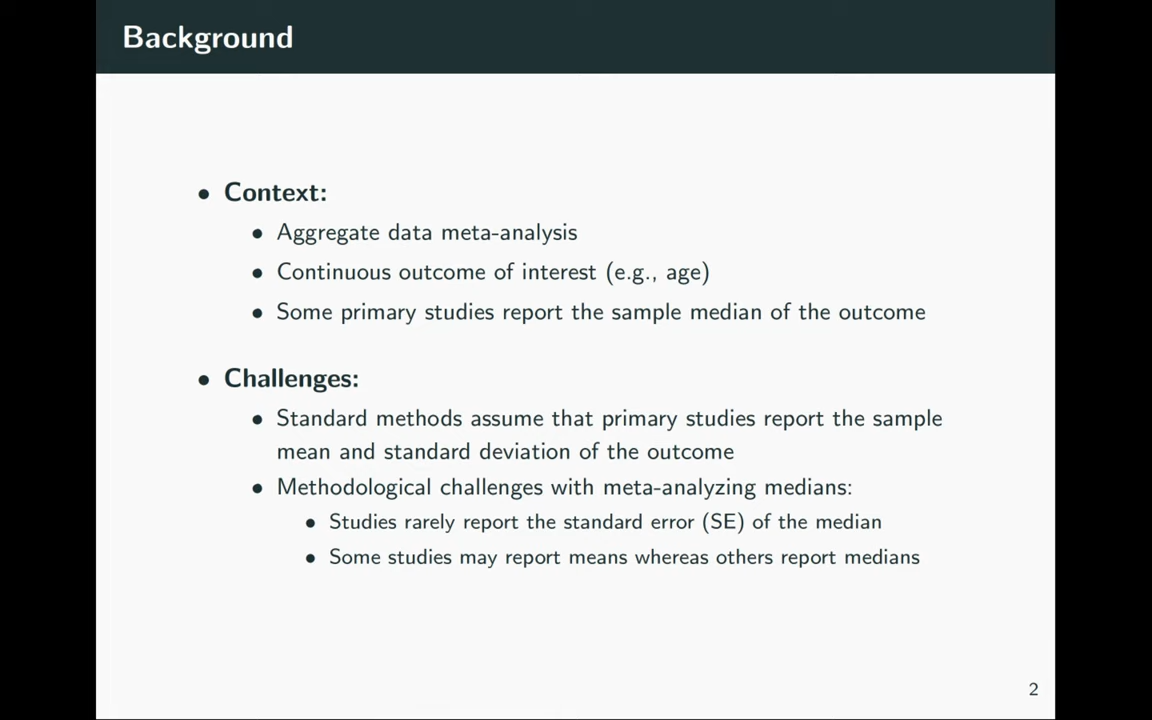 Background
• Context:
• Aggregate data meta-analysis
• Continuous outcome of interest (e.g., age)
• Some primary studies report the sample median of the outcome
• Challenges:
• Standard methods assume that primary studies report the sample
mean and standard deviation of the outcome
• Methodological challenges with meta-analyzing medians:
• Studies rarely report the standard error (SE) of the median
• Some studies may report means whereas others report medians
2